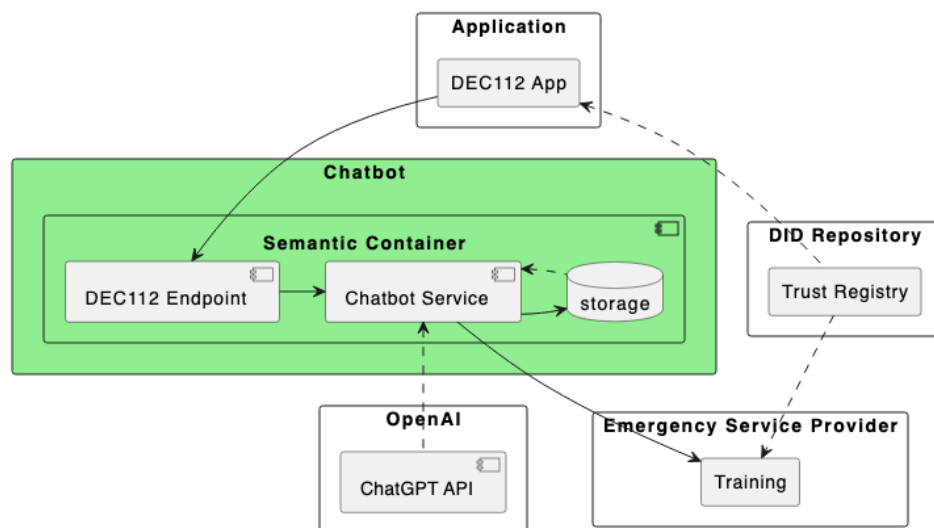 Application
DEC112 App
Chatbot
Semantic Container
DEC112 Endpoint
Chatbot Service
storage
DID Repository
Trust Registry
OpenAI
ChatGPT API
Emergency Service Provider
Training